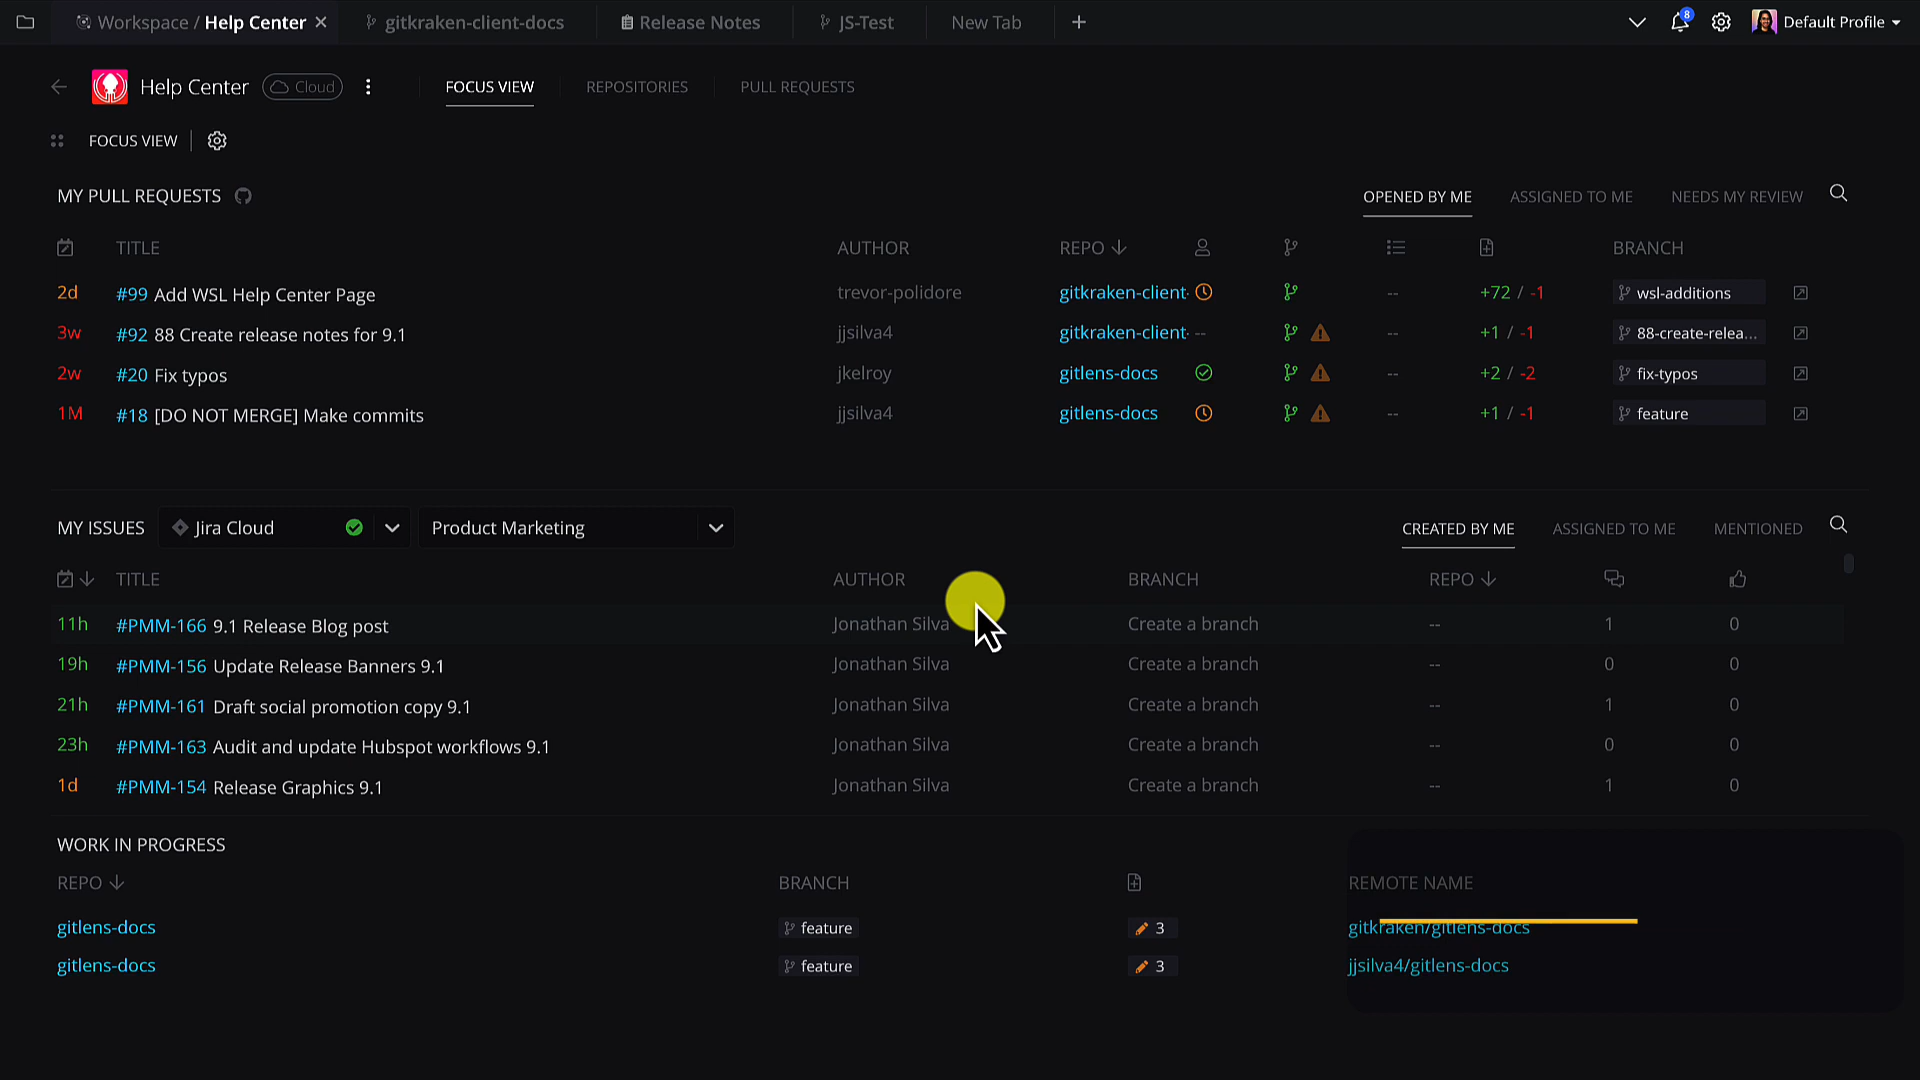 Workspace / Help Center
gitkraken-client-docs
Release Notes
JS-Test
New Tab
8
Default Profile
Help Center
Cloud
FOCUS VIEW
REPOSITORIES
PULL REQUESTS
FOCUS VIEW
MY PULL REQUESTS
OPENED BY ME
ASSIGNED TO ME
NEEDS MY REVIEW
TITLE AUTHOR REPO BRANCH
2d #99 Add WSL Help Center Page trevor-polidore gitkraken-client- -- +72 / -1 wsl-additions
3w #92 88 Create release notes for 9.1 jjsilva4 gitkraken-client- -- -- +1 / -1 88-create-relea...
2w #20 Fix typos jkelroy gitlens-docs -- +2 / -2 fix-typos
1M #18 [DO NOT MERGE] Make commits jjsilva4 gitlens-docs -- +1 / -1 feature
MY ISSUES
Jira Cloud
Product Marketing
CREATED BY ME
ASSIGNED TO ME
MENTIONED
TITLE AUTHOR BRANCH REPO
11h #PMM-166 9.1 Release Blog post Jonathan Silva Create a branch -- 1 0
19h #PMM-156 Update Release Banners 9.1 Jonathan Silva Create a branch -- 0 0
21h #PMM-161 Draft social promotion copy 9.1 Jonathan Silva Create a branch -- 1 0
23h #PMM-163 Audit and update Hubspot workflows 9.1 Jonathan Silva Create a branch -- 0 0
1d #PMM-154 Release Graphics 9.1 Jonathan Silva Create a branch -- 1 0
WORK IN PROGRESS
REPO BRANCH REMOTE NAME
gitlens-docs feature 3 gitkraken/gitlens-docs
gitlens-docs feature 3 jjsilva4/gitlens-docs